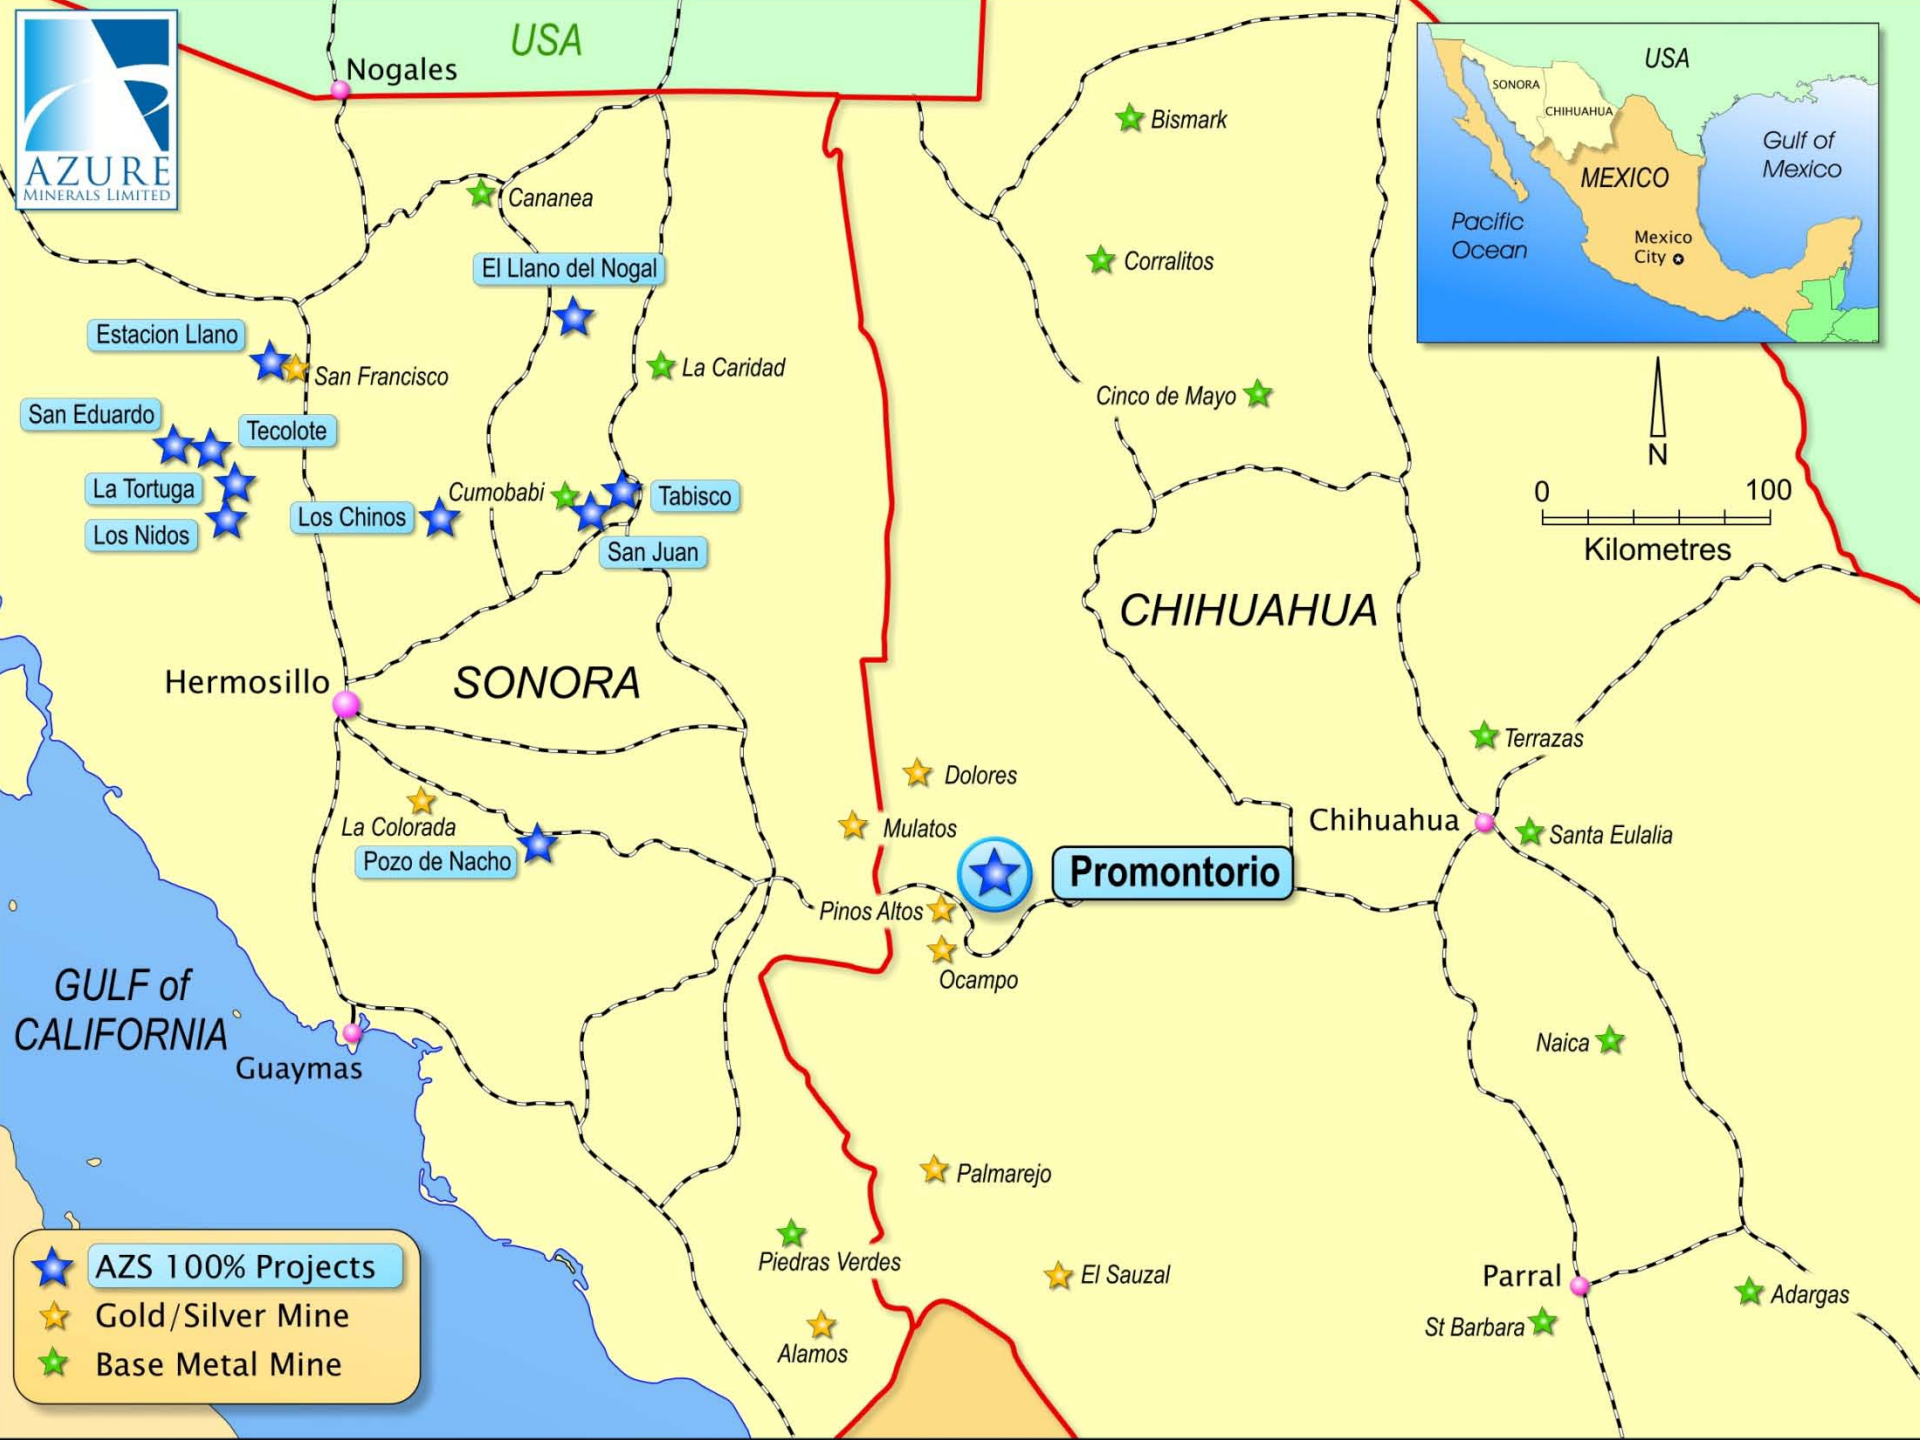 AZURE
MINERALS LIMITED
USA
Nogales
Bismark
Cananea
El Llano del Nogal
Corralitos
Estacion Llano
San Francisco
La Caridad
Cinco de Mayo
San Eduardo
Tecolote
La Tortuga
Los Nidos
Los Chinos
Cumobabi
Tabisco
San Juan
USA
SONORA
CHIHUAHUA
MEXICO
Gulf of
Mexico
Pacific
Ocean
Mexico
City
N
0 100
Kilometres
CHIHUAHUA
Hermosillo
SONORA
Terrazas
Dolores
Mulatos
Chihuahua
Santa Eulalia
La Colorada
Pozo de Nacho
Promontorio
Pinos Altos
Ocampo
GULF of
CALIFORNIA
Guaymas
Naica
Palmarejo
Piedras Verdes
El Sauzal
Parral
Adargas
St Barbara
Alamos
AZS 100% Projects
Gold/Silver Mine
Base Metal Mine